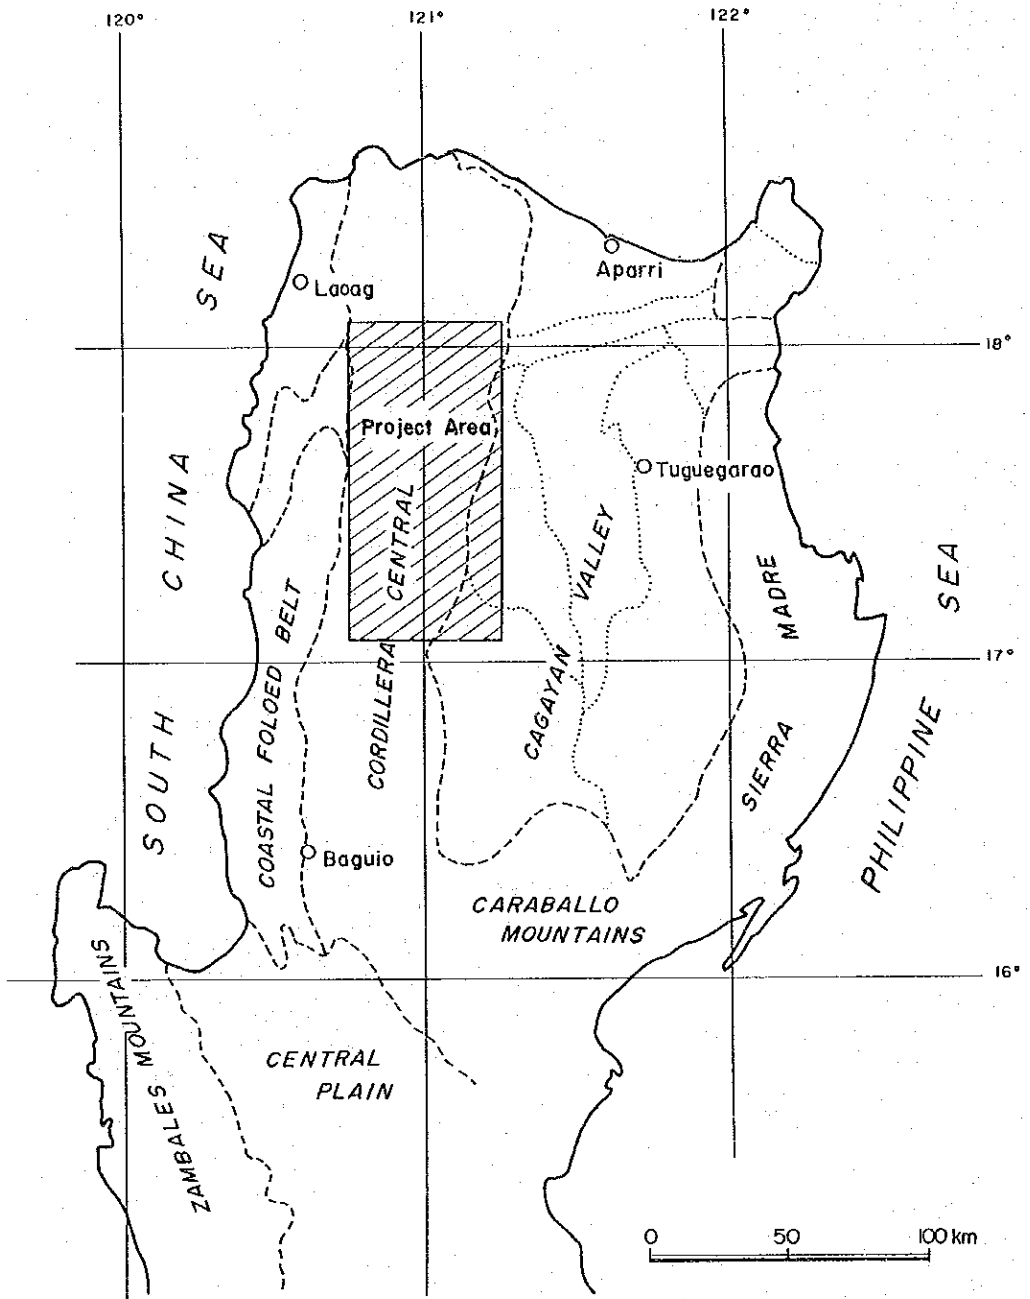 120°
121°
122°
SEA
Laoag
Aparri
18°
Project Area
Tuguegarao
CHINA
CENTRAL
VALLEY
SEA
COASTAL FOLOED BELT
MADRE
17°
CORDILLERA
CAGAYAN
SOUTH
SIERRA
PHILIPPINE
Baguio
CARABALLO
MOUNTAINS
16°
ZAMBALES MOUNTAINS
CENTRAL
PLAIN
0 50 100 km